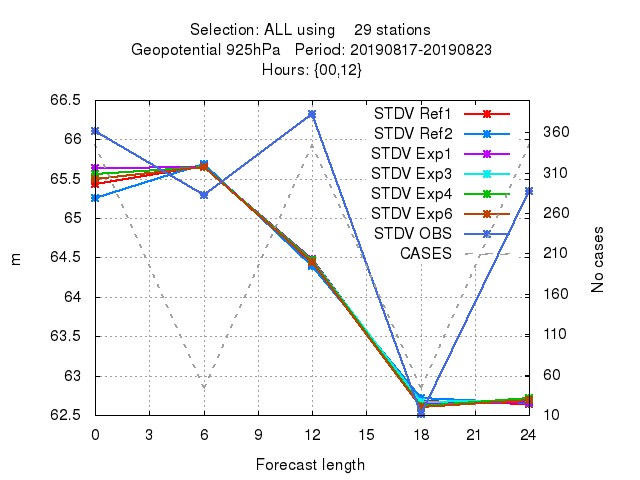 Selection: ALL using    29 stations
Geopotential 925hPa   Period: 20190817-20190823
Hours: {00,12}
66.5
66
65.5
65
64.5
64
63.5
63
62.5
m
STDV Ref1
STDV Ref2
STDV Exp1
STDV Exp3
STDV Exp4
STDV Exp6
STDV OBS
CASES
360
310
260
210
160
110
60
10
No cases
0 3 6 9 12 15 18 21 24
Forecast length